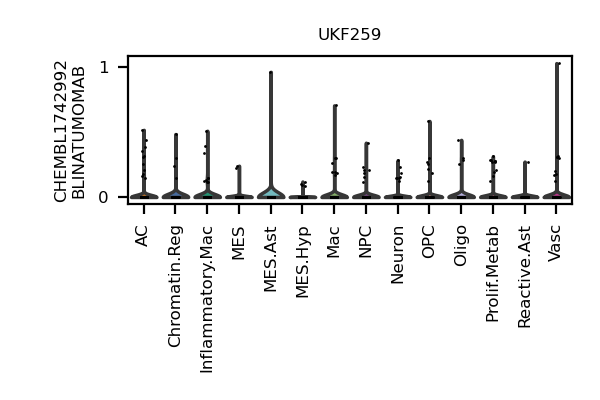 UKF259
CHEMBL1742992
BLINATUMOMAB
1
0
AC
Chromatin.Reg
Inflammatory.Mac
MES
MES.Ast
MES.Hyp
Mac
NPC
Neuron
OPC
Oligo
Prolif.Metab
Reactive.Ast
Vasc